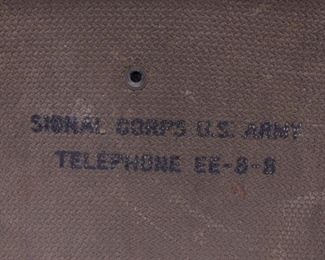 SIGNAL CORPS U.S. ARMY
TELEPHONE EE-8-B